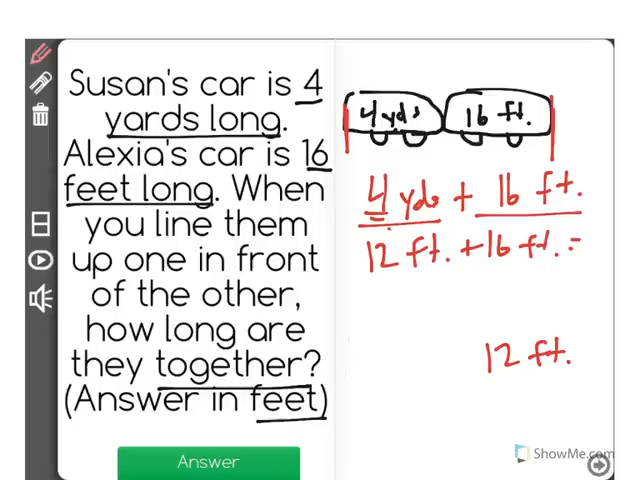 Susan's car is 4
yards long.
Alexia's car is 16
feet long. When
you line them
up one in front
of the other,
how long are
they together?
(Answer in feet)
Answer
4 yds 16 ft.
4 yds + 16 ft.
12 ft. + 16 ft. =
12 ft.
ShowMe.com